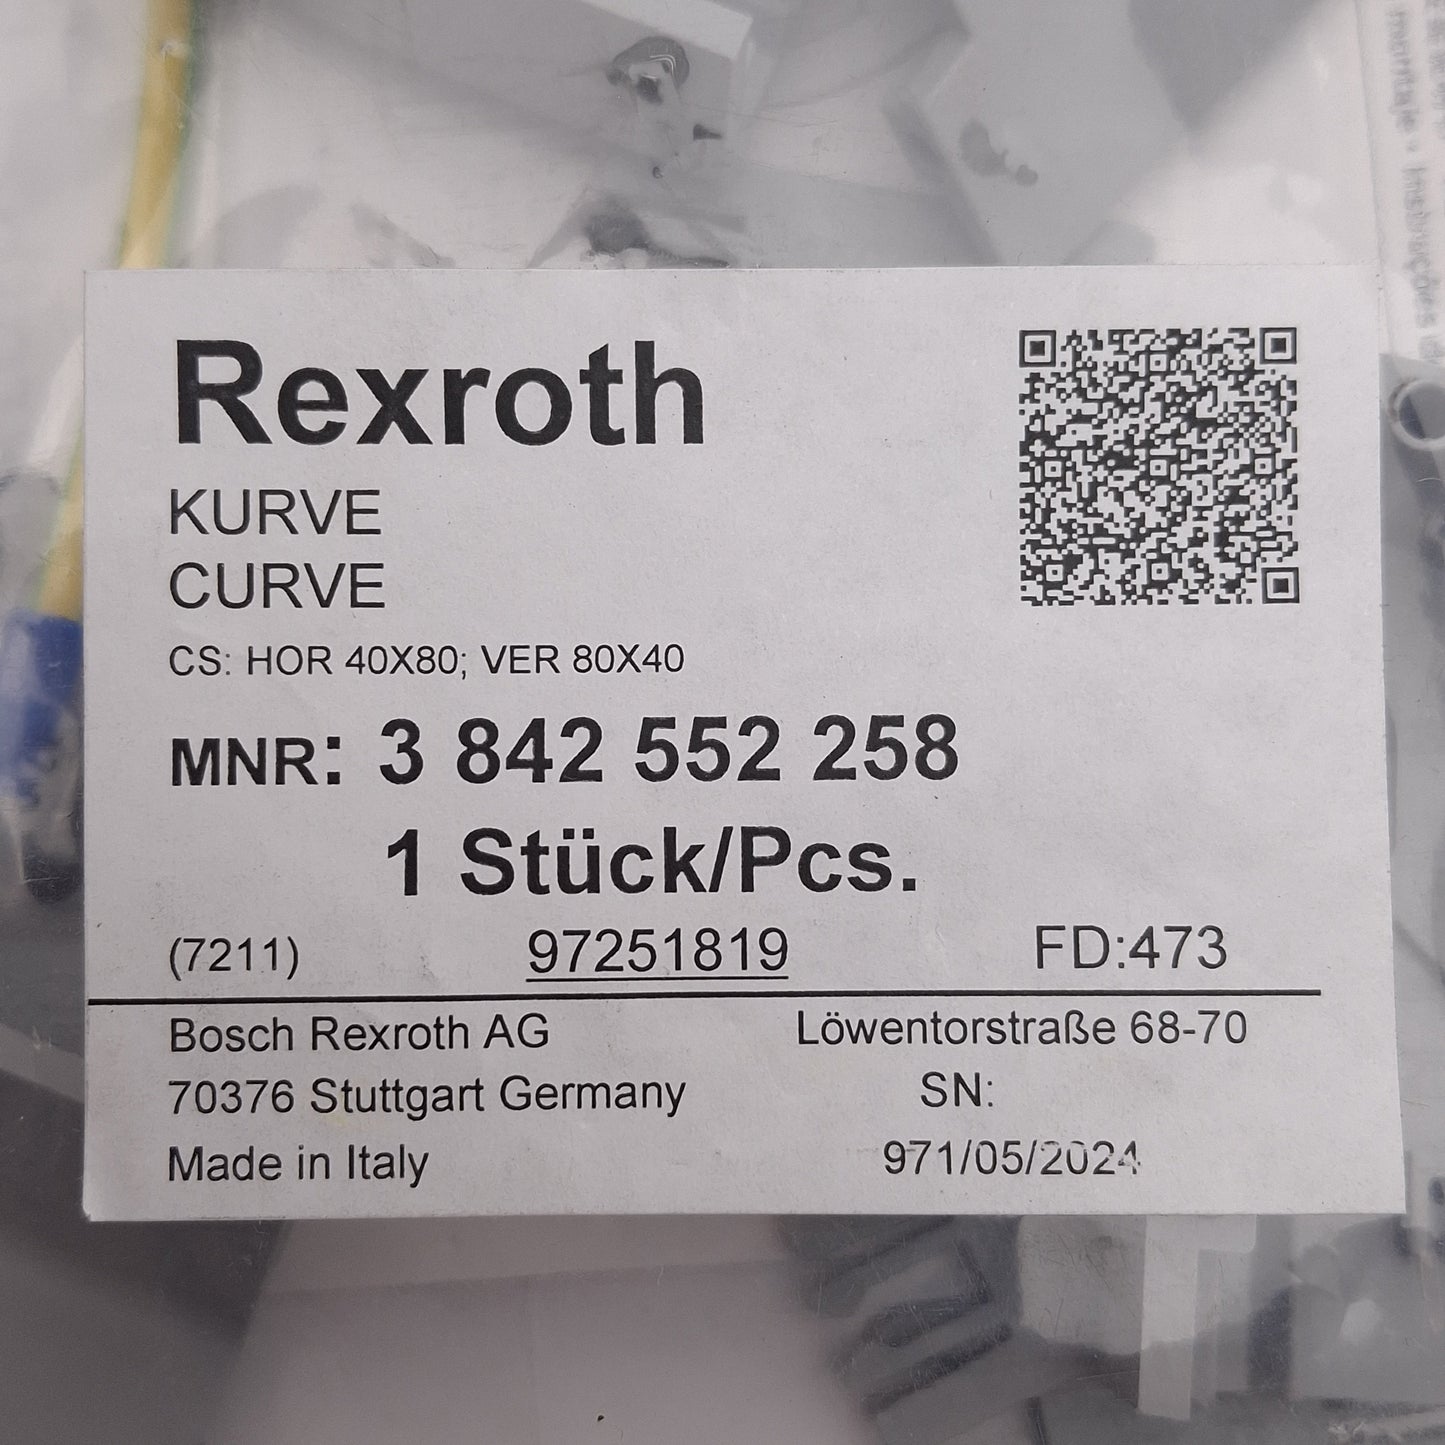 Rexroth
KURVE
CURVE
CS: HOR 40X80; VER 80X40
MNR: 3 842 552 258
1 Stück/Pcs.
(7211) 97251819 FD:473
Bosch Rexroth AG Löwentorstraße 68-70
70376 Stuttgart Germany SN:
Made in Italy 971/05/2024